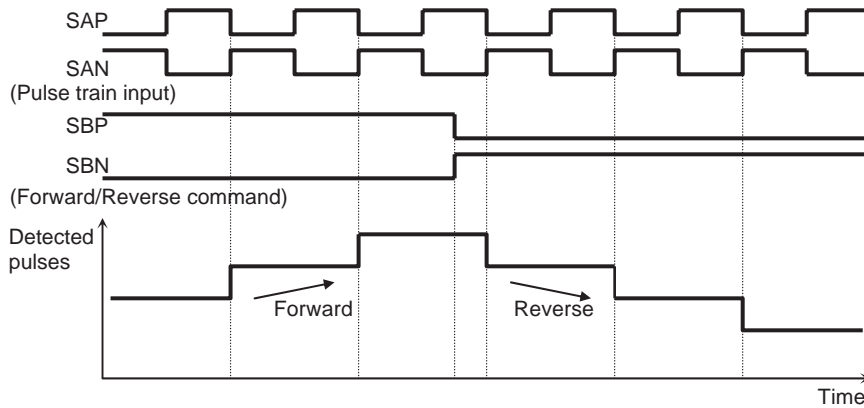 SAP
SAN
(Pulse train input)
SBP
SBN
(Forward/Reverse command)
Detected
pulses
Forward
Reverse
Time